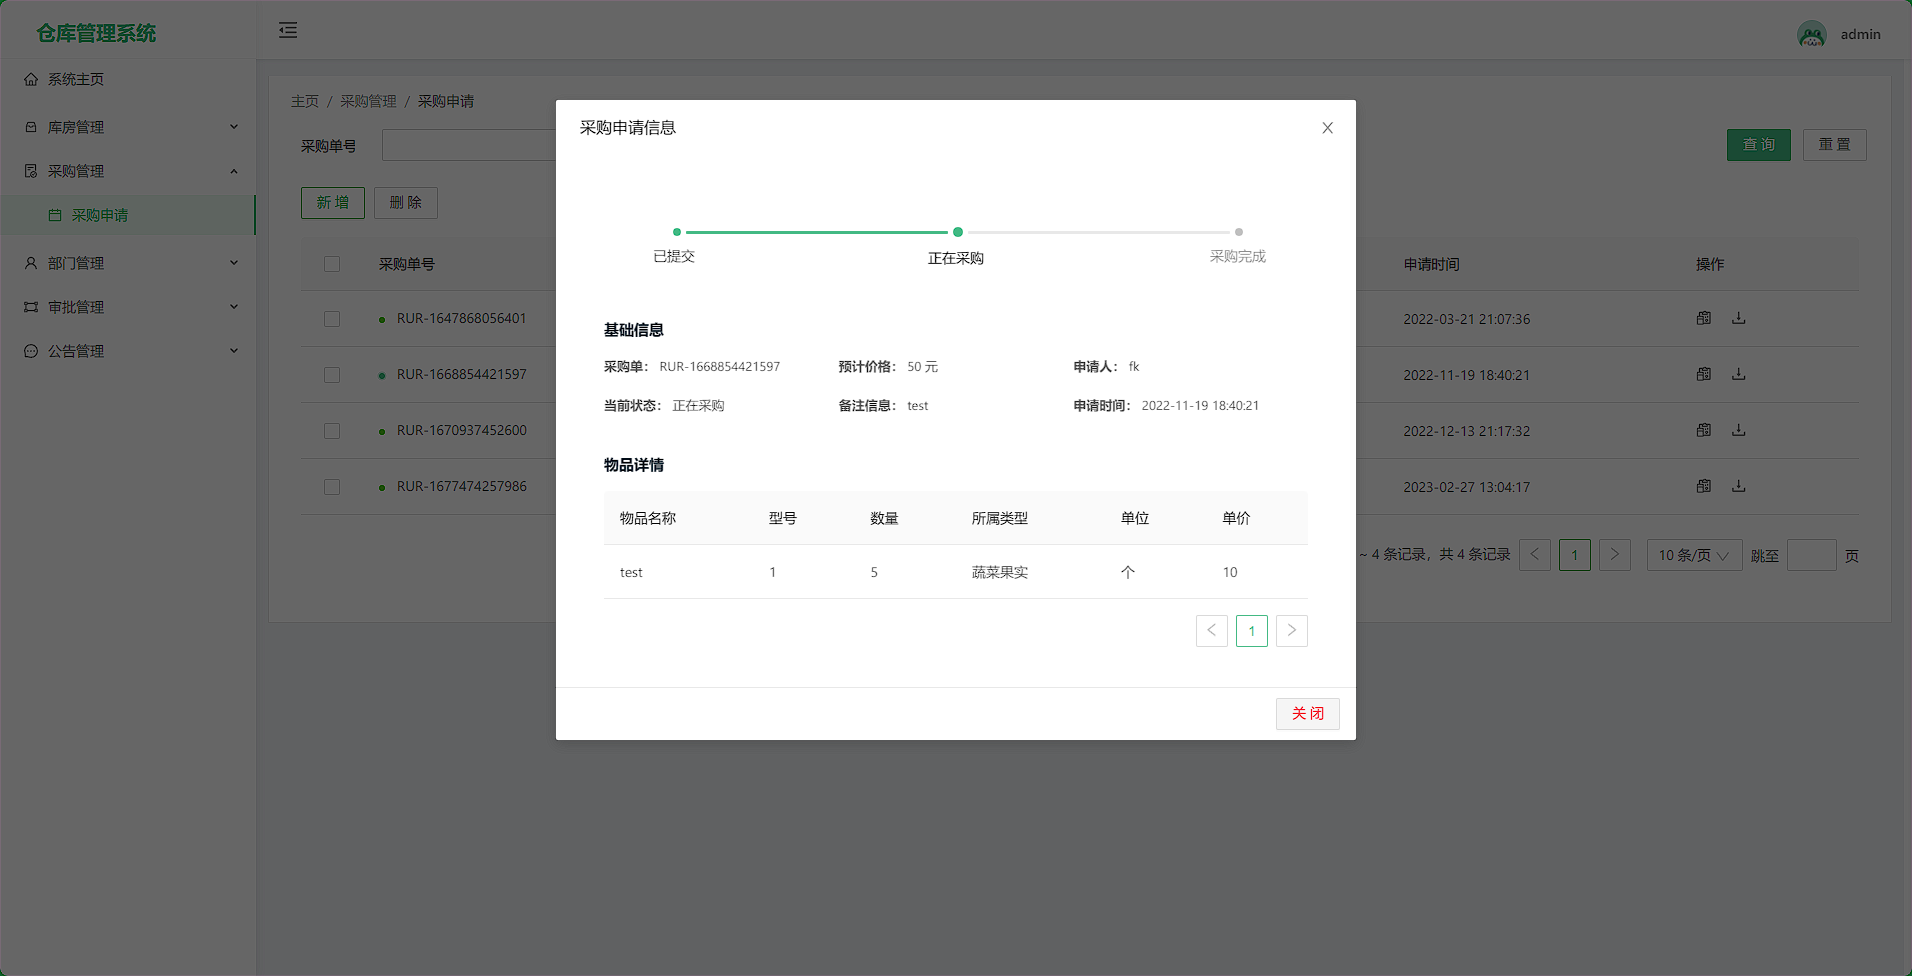 仓库管理系统
admin
系统主页
库房管理
采购管理
采购申请
部门管理
审批管理
公告管理
主页 / 采购管理 / 采购申请
采购单号
查 询
重 置
新 增
删 除
采购单号
申请时间
操作
RUR-1647868056401
2022-03-21 21:07:36
RUR-1668854421597
2022-11-19 18:40:21
RUR-1670937452600
2022-12-13 21:17:32
RUR-1677474257986
2023-02-27 13:04:17
~ 4 条记录，共 4 条记录
1
10 条/页
跳至
页
采购申请信息
已提交
正在采购
采购完成
基础信息
采购单： RUR-1668854421597
预计价格： 50 元
申请人： fk
当前状态： 正在采购
备注信息： test
申请时间： 2022-11-19 18:40:21
物品详情
物品名称 型号 数量 所属类型 单位 单价
test 1 5 蔬菜果实 个 10
1
关 闭